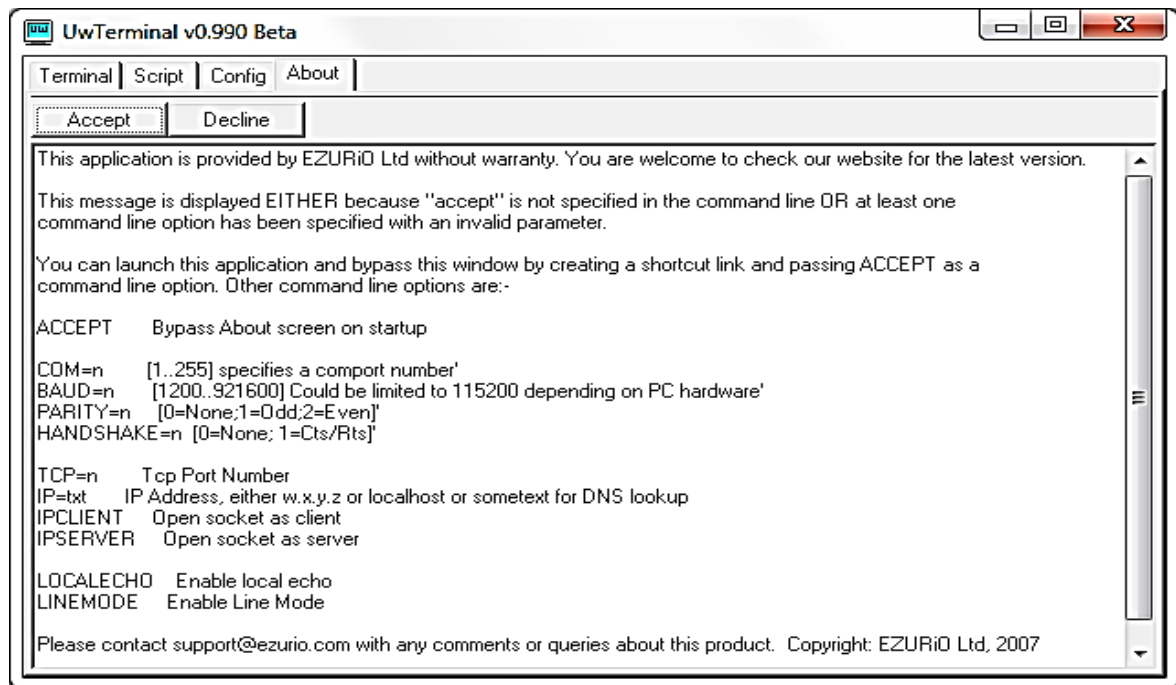 UwTerminal v0.990 Beta
Terminal Script Config About
Accept Decline
This application is provided by EZURiO Ltd without warranty. You are welcome to check our website for the latest version.
This message is displayed EITHER because "accept" is not specified in the command line OR at least one
command line option has been specified with an invalid parameter.
You can launch this application and bypass this window by creating a shortcut link and passing ACCEPT as a
command line option. Other command line options are:-
ACCEPT Bypass About screen on startup
COM=n [1..255] specifies a comport number'
BAUD=n [1200..921600] Could be limited to 115200 depending on PC hardware'
PARITY=n [0=None;1=Odd;2=Even]'
HANDSHAKE=n [0=None; 1=Cts/Rts]'
TCP=n Tcp Port Number
IP=txt IP Address, either w.x.y.z or localhost or sometext for DNS lookup
IPCLIENT Open socket as client
IPSERVER Open socket as server
LOCALECHO Enable local echo
LINEMODE Enable Line Mode
Please contact support@ezurio.com with any comments or queries about this product. Copyright: EZURiO Ltd, 2007